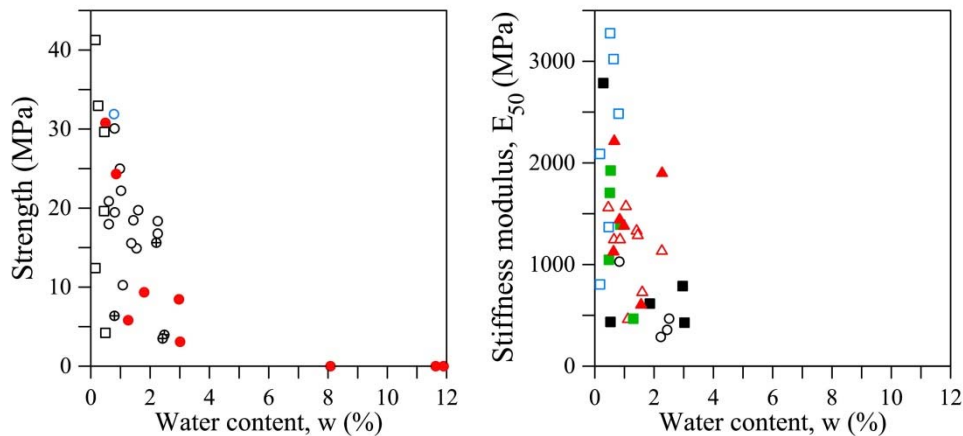 40
30
20
10
0
Strength (MPa)
0 2 4 6 8 10 12
Water content, w (%)
3000
2000
1000
0
Stiffness modulus, E50 (MPa)
0 2 4 6 8 10 12
Water content, w (%)